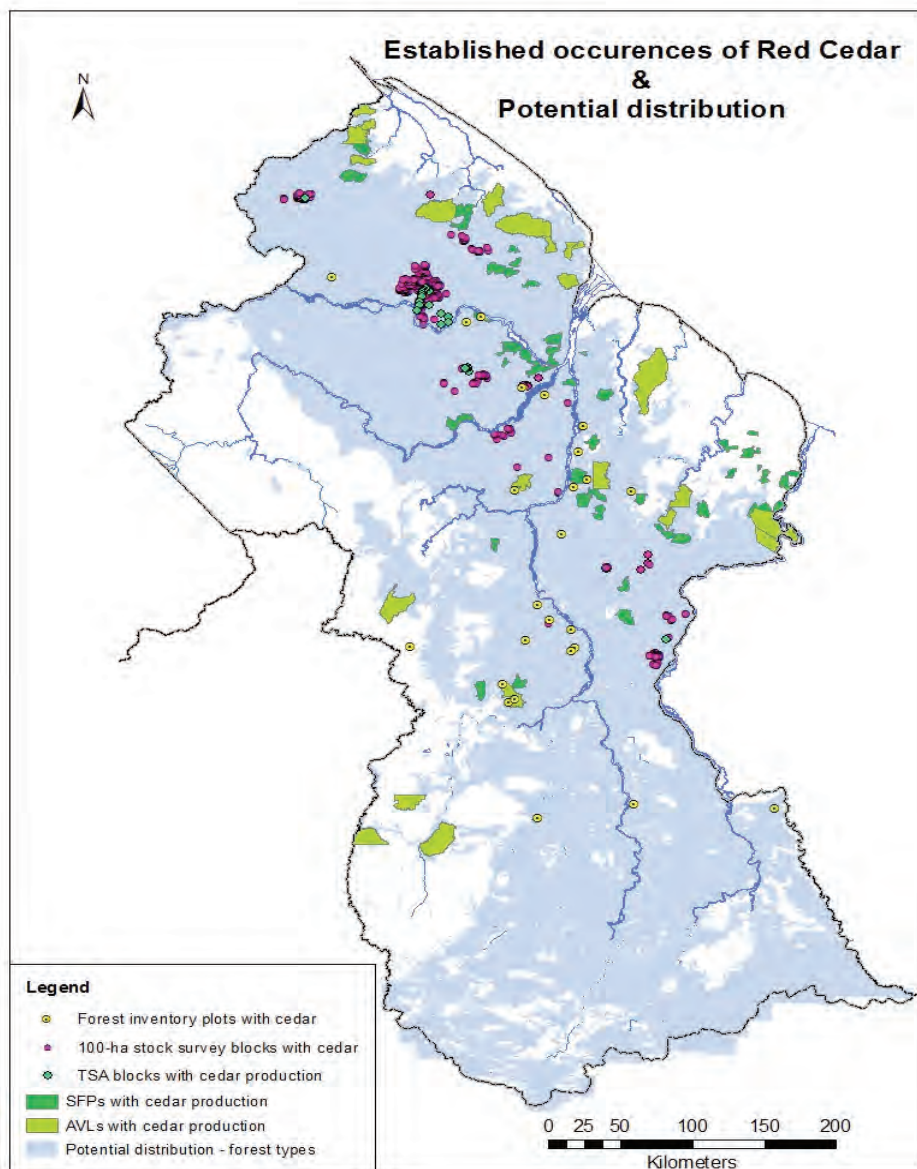 Established occurences of Red Cedar
&
Potential distribution
N
Legend
Forest inventory plots with cedar
100-ha stock survey blocks with cedar
TSA blocks with cedar production
SFPs with cedar production
AVLs with cedar production
Potential distribution - forest types
0 25 50 100 150 200
Kilometers